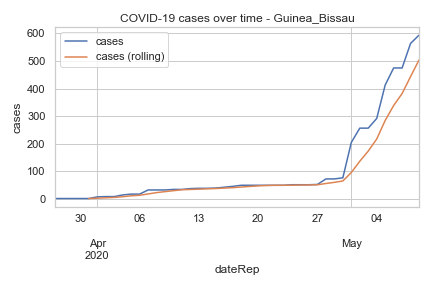 COVID-19 cases over time - Guinea_Bissau
cases
cases (rolling)
600
500
400
300
200
100
0
cases
30 06 13 20 27 04
Apr May
2020
dateRep